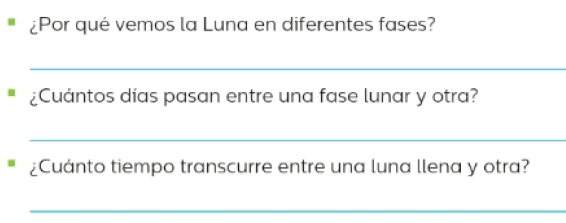 ¿Por qué vemos la Luna en diferentes fases?
¿Cuántos días pasan entre una fase lunar y otra?
¿Cuánto tiempo transcurre entre una luna llena y otra?